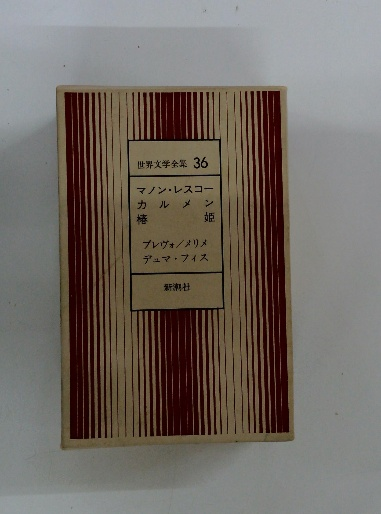 世界文学全集 36
マノン・レスコー
カルメン
椿姫
プレヴォ/メリメ
デュマ・フィス
新潮社